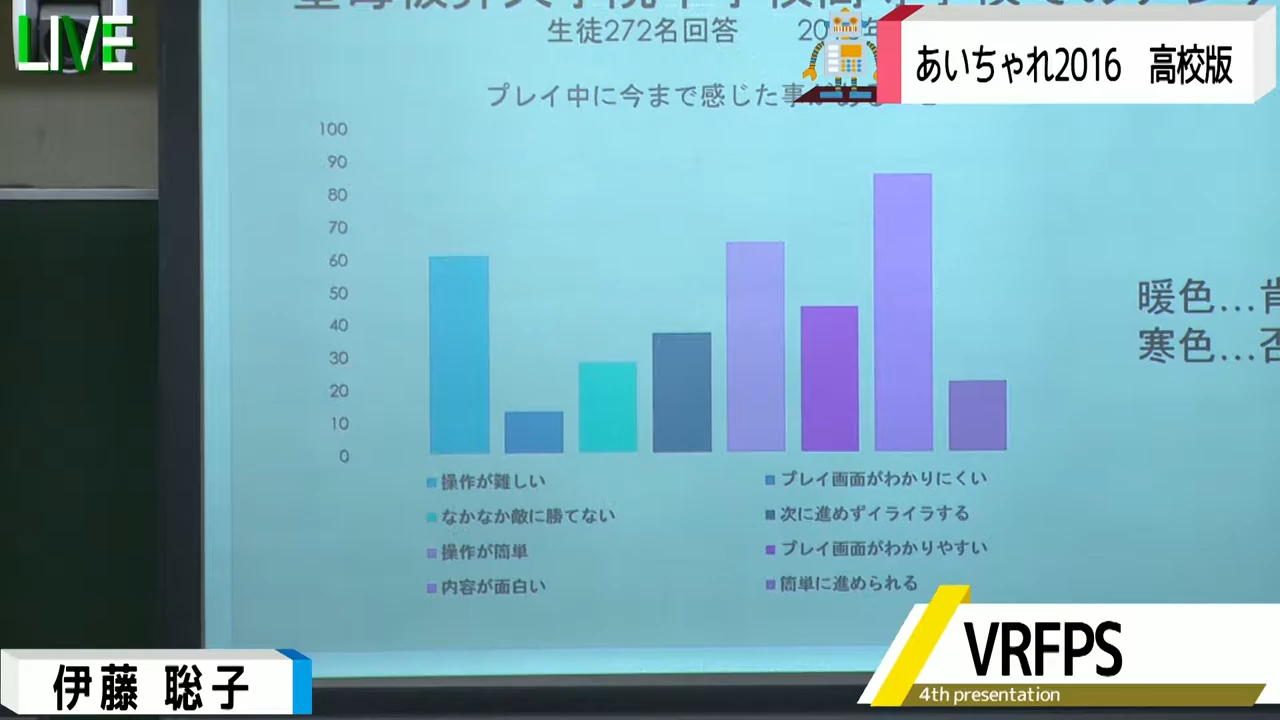 LIVE
生徒272名回答
あいちゃれ2016 高校版
プレイ中に今まで感じた事
100
90
80
70
60
50
40
30
20
10
0
暖色…
寒色…
操作が難しい
プレイ画面がわかりにくい
なかなか敵に勝てない
次に進めずイライラする
操作が簡単
プレイ画面がわかりやすい
内容が面白い
簡単に進められる
VRFPS
4th presentation
伊藤 聡子